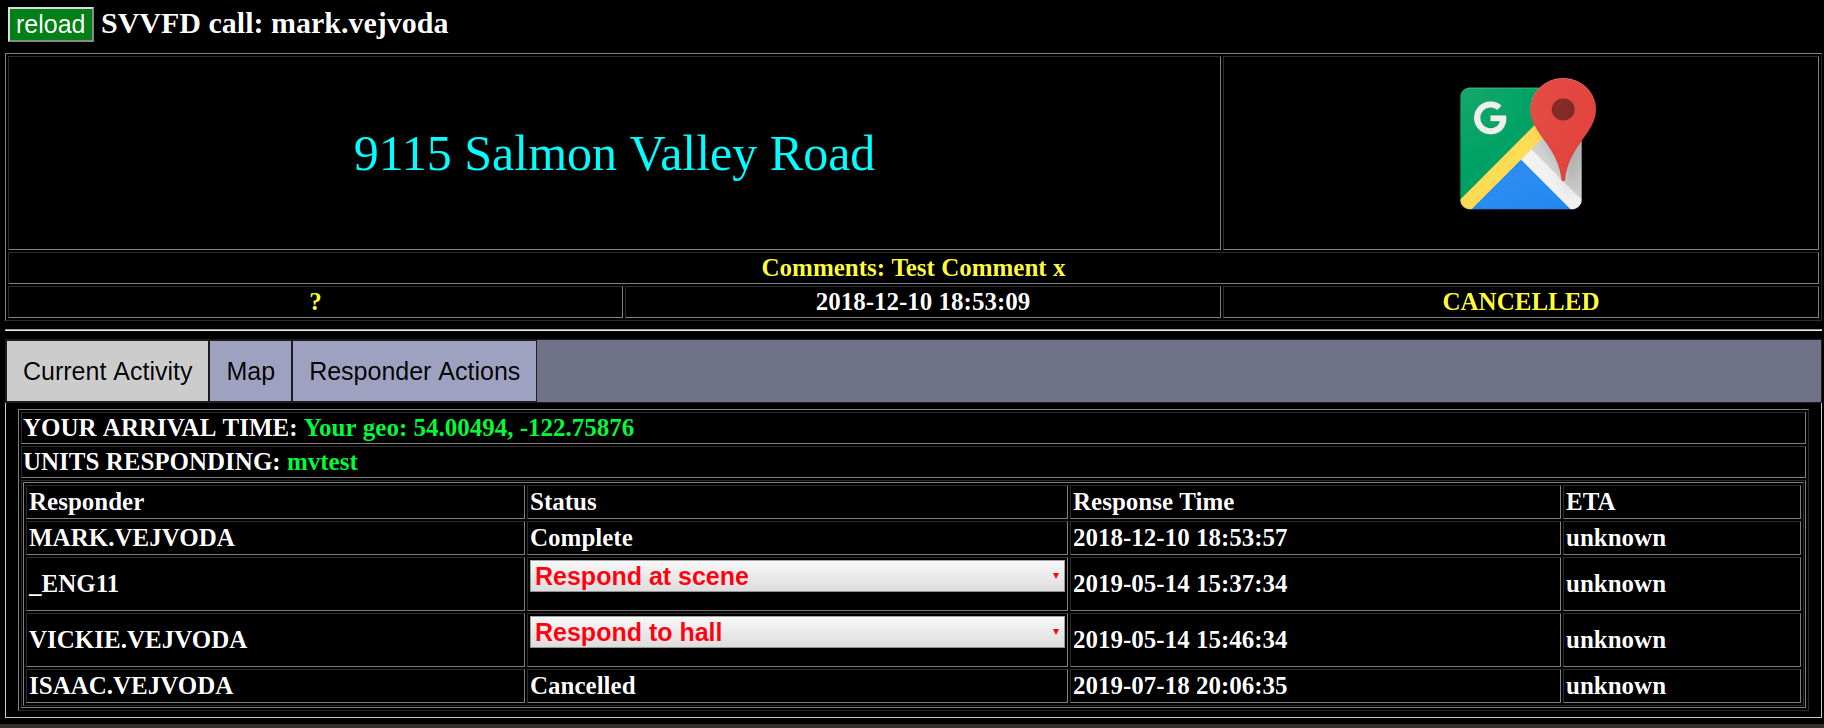 reload SVVFD call: mark.vejvoda
9115 Salmon Valley Road
G
Comments: Test Comment x
? 2018-12-10 18:53:09 CANCELLED
Current Activity Map Responder Actions
YOUR ARRIVAL TIME: Your geo: 54.00494, -122.75876
UNITS RESPONDING: mvtest
Responder Status Response Time ETA
MARK.VEJVODA Complete 2018-12-10 18:53:57 unknown
_ENG11 Respond at scene 2019-05-14 15:37:34 unknown
VICKIE.VEJVODA Respond to hall 2019-05-14 15:46:34 unknown
ISAAC.VEJVODA Cancelled 2019-07-18 20:06:35 unknown